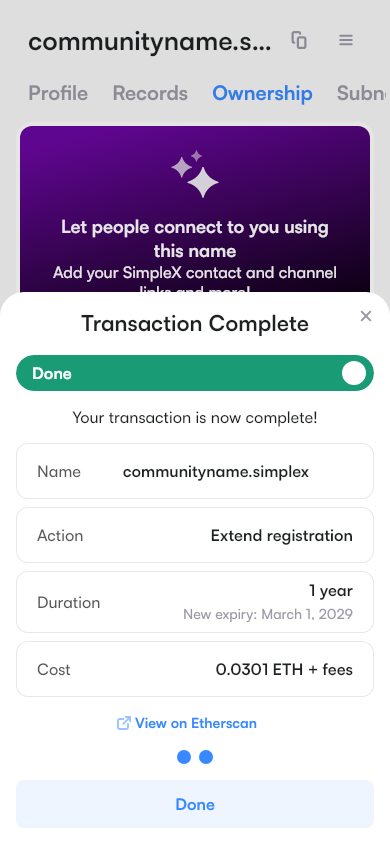 communityname.s...
Profile Records Ownership Subn
Let people connect to you using
this name
Add your SimpleX contact and channel
links and more!
Transaction Complete
Done
Your transaction is now complete!
Name communityname.simplex
Action Extend registration
Duration 1 year
New expiry: March 1, 2029
Cost 0.0301 ETH + fees
View on Etherscan
Done